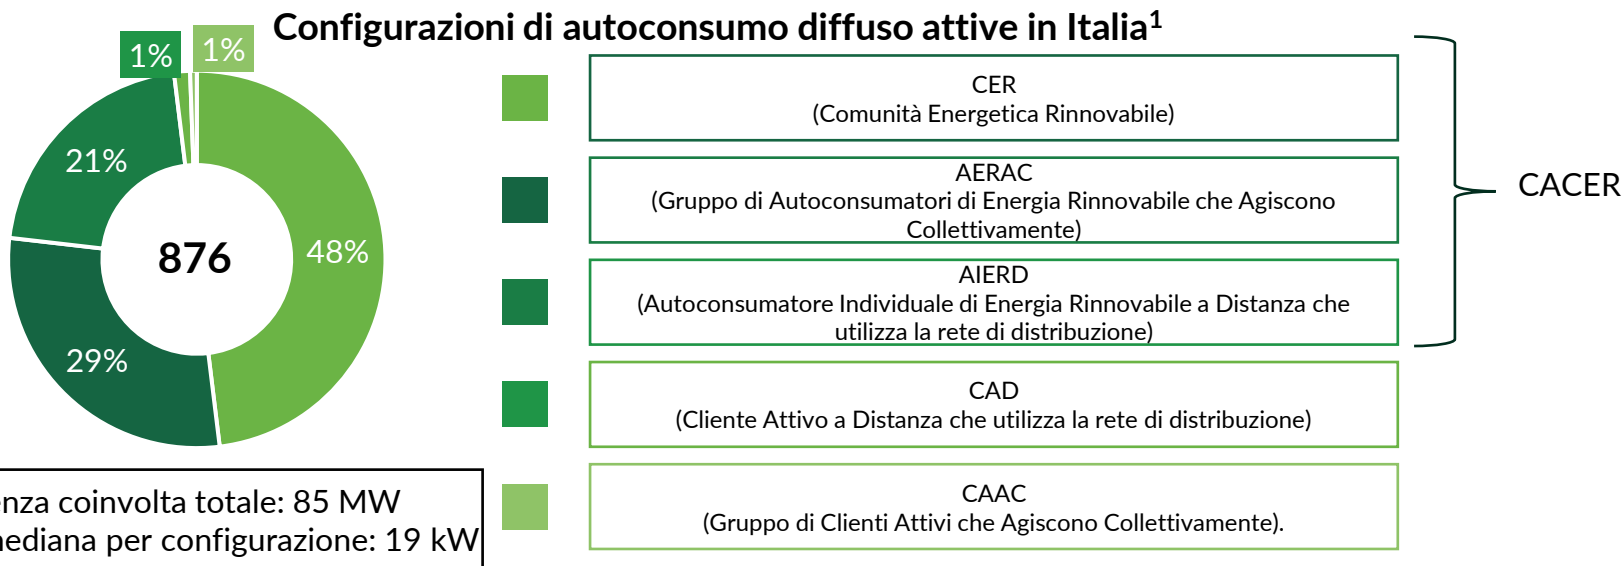 Configurazioni di autoconsumo diffuso attive in Italia¹
1%
1%
21%
48%
29%
876
CER
(Comunità Energetica Rinnovabile)
AERAC
(Gruppo di Autoconsumatori di Energia Rinnovabile che Agiscono
Collettivamente)
AIERD
(Autoconsumatore Individuale di Energia Rinnovabile a Distanza che
utilizza la rete di distribuzione)
CAD
(Cliente Attivo a Distanza che utilizza la rete di distribuzione)
CAAC
(Gruppo di Clienti Attivi che Agiscono Collettivamente).
CACER
coinvolta totale: 85 MW
per configurazione: 19 kW